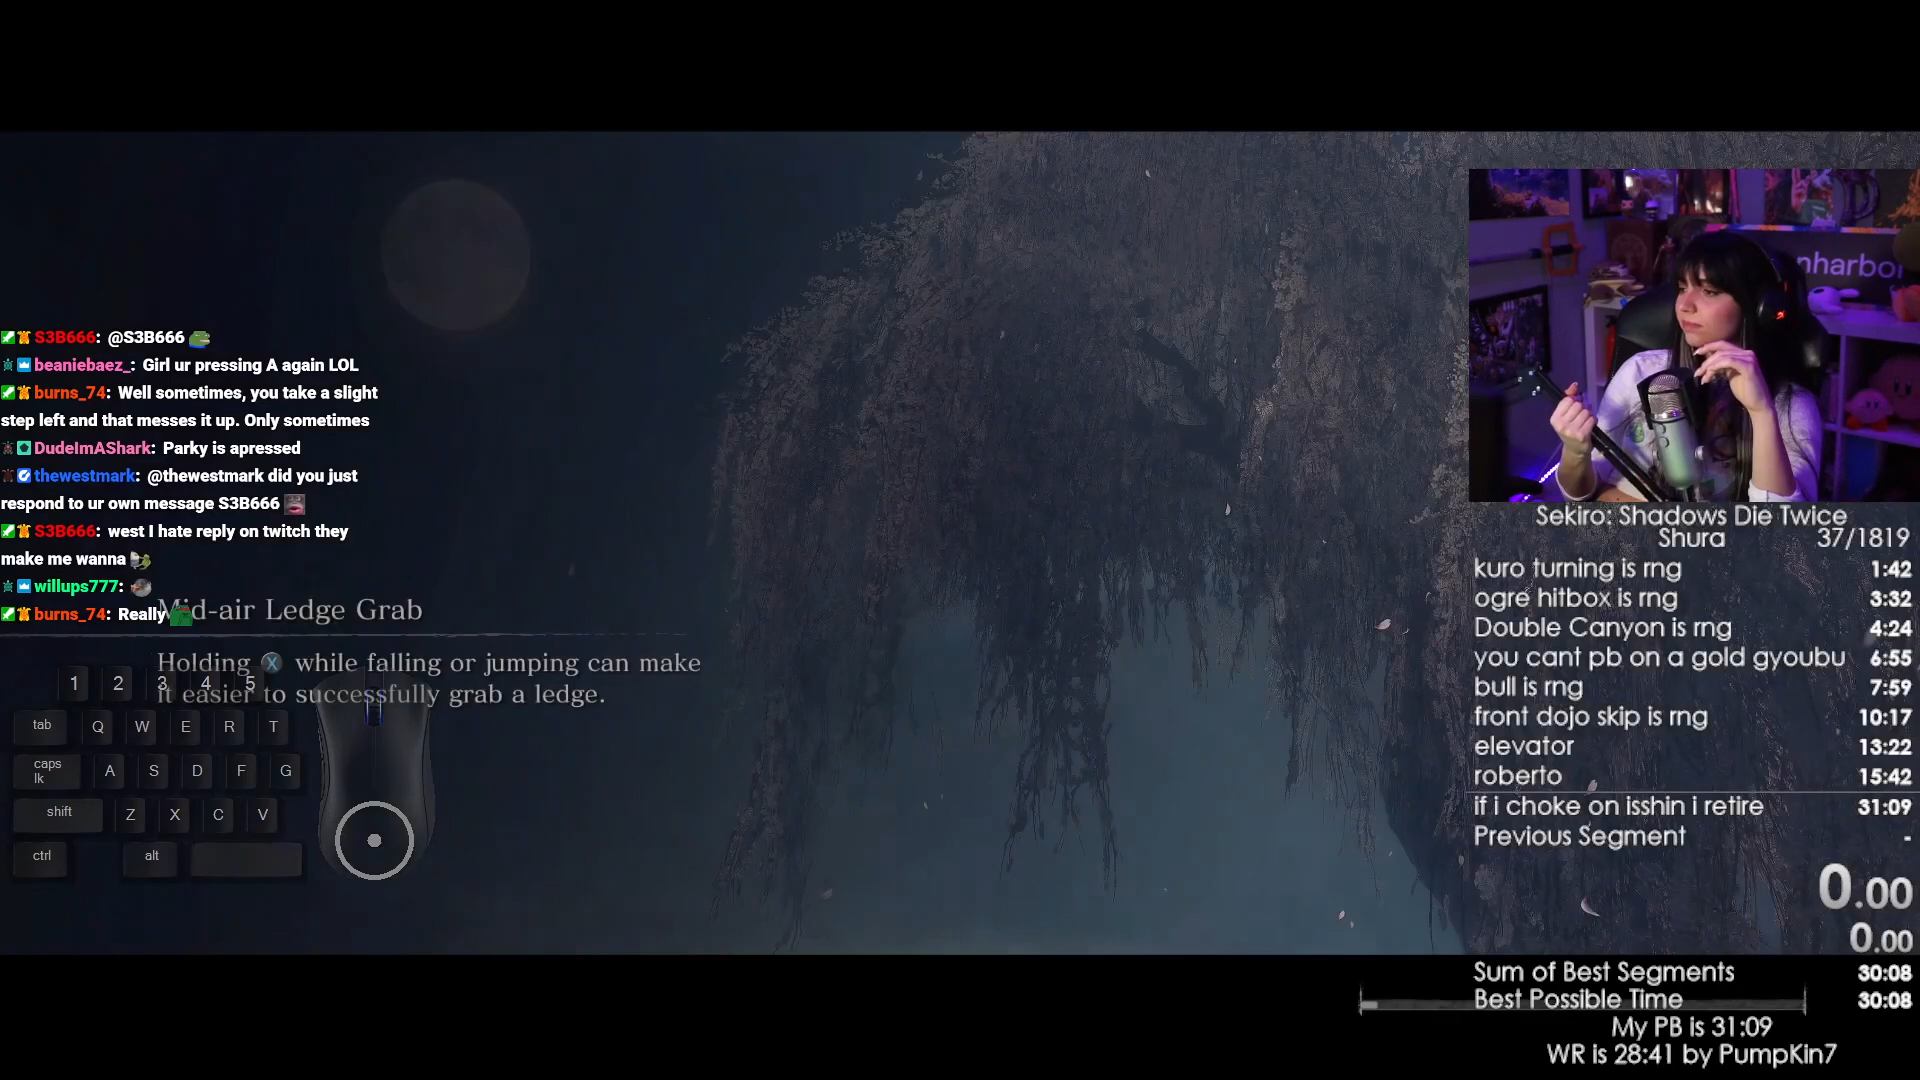 S3B666: @S3B666
beaniebaez_: Girl ur pressing A again LOL
burns_74: Well sometimes, you take a slight
step left and that messes it up. Only sometimes
DudeImAShark: Parky is apressed
thewestmark: @thewestmark did you just
respond to ur own message S3B666
S3B666: west I hate reply on twitch they
make me wanna
willups777:
burns_74: Really
Mid-air Ledge Grab
Holding X while falling or jumping can make
it easier to successfully grab a ledge.
1 2 3 4 5
tab Q W E R T
caps
lk A S D F G
shift Z X C V
ctrl alt
nharbor
Sekiro: Shadows Die Twice
Shura 37/1819
kuro turning is rng 1:42
ogre hitbox is rng 3:32
Double Canyon is rng 4:24
you cant pb on a gold gyoubu 6:55
bull is rng 7:59
front dojo skip is rng 10:17
elevator 13:22
roberto 15:42
if i choke on isshin i retire 31:09
Previous Segment -
0.00
0.00
Sum of Best Segments 30:08
Best Possible Time 30:08
My PB is 31:09
WR is 28:41 by PumpKin7